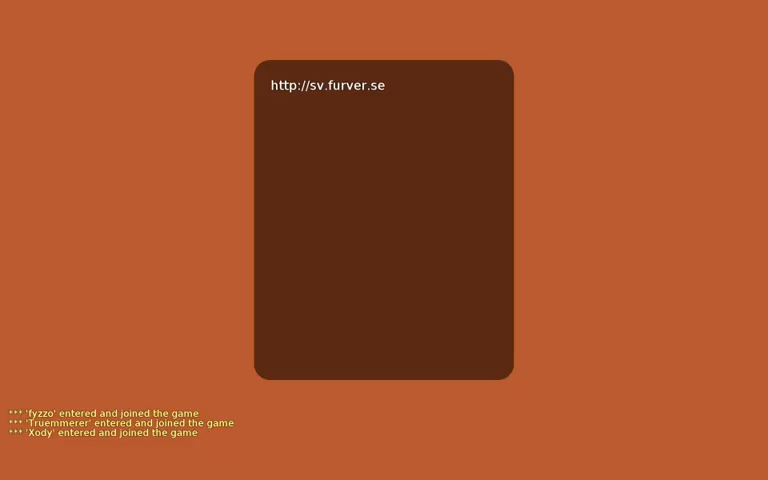 http://sv.furver.se
*** 'fyzzo' entered and joined the game
*** 'Truemmerer' entered and joined the game
*** 'Xody' entered and joined the game